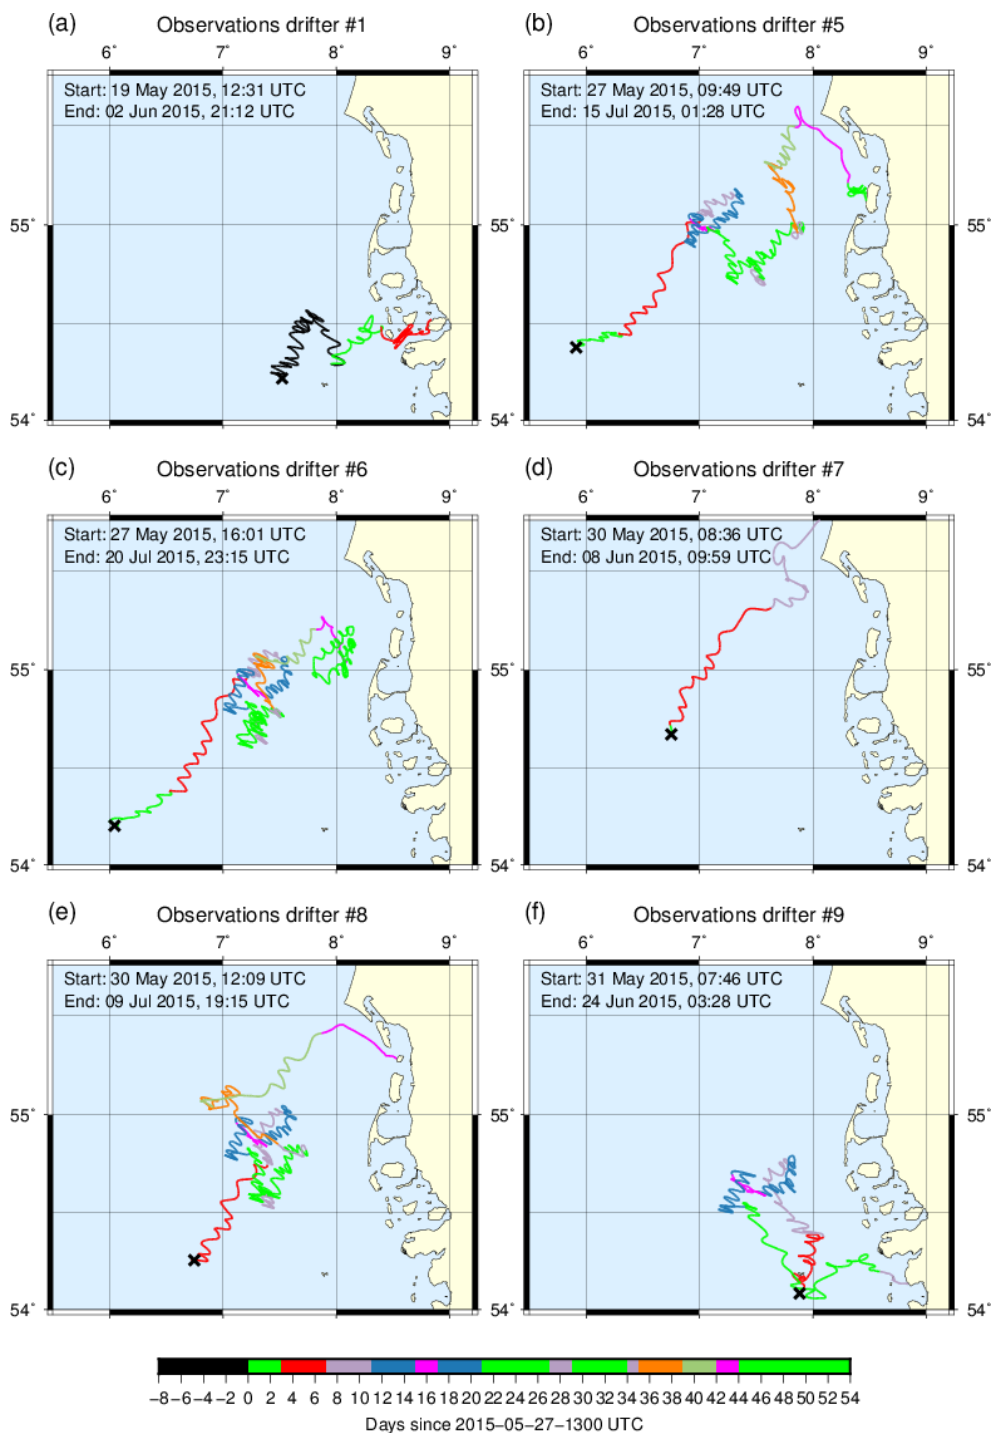 (a) Observations drifter #1
6° 7° 8° 9°
Start: 19 May 2015, 12:31 UTC
End: 02 Jun 2015, 21:12 UTC
55°
54°
(b) Observations drifter #5
6° 7° 8° 9°
Start: 27 May 2015, 09:49 UTC
End: 15 Jul 2015, 01:28 UTC
55° 55°
54° 54°
(c) Observations drifter #6
6° 7° 8° 9°
Start: 27 May 2015, 16:01 UTC
End: 20 Jul 2015, 23:15 UTC
55°
54°
(d) Observations drifter #7
6° 7° 8° 9°
Start: 30 May 2015, 08:36 UTC
End: 08 Jun 2015, 09:59 UTC
55° 55°
54° 54°
(e) Observations drifter #8
6° 7° 8° 9°
Start: 30 May 2015, 12:09 UTC
End: 09 Jul 2015, 19:15 UTC
55°
54°
(f) Observations drifter #9
6° 7° 8° 9°
Start: 31 May 2015, 07:46 UTC
End: 24 Jun 2015, 03:28 UTC
55° 55°
54° 54°
−8 −6 −4 −2 0 2 4 6 8 10 12 14 16 18 20 22 24 26 28 30 32 34 36 38 40 42 44 46 48 50 52 54
Days since 2015−05−27−1300 UTC